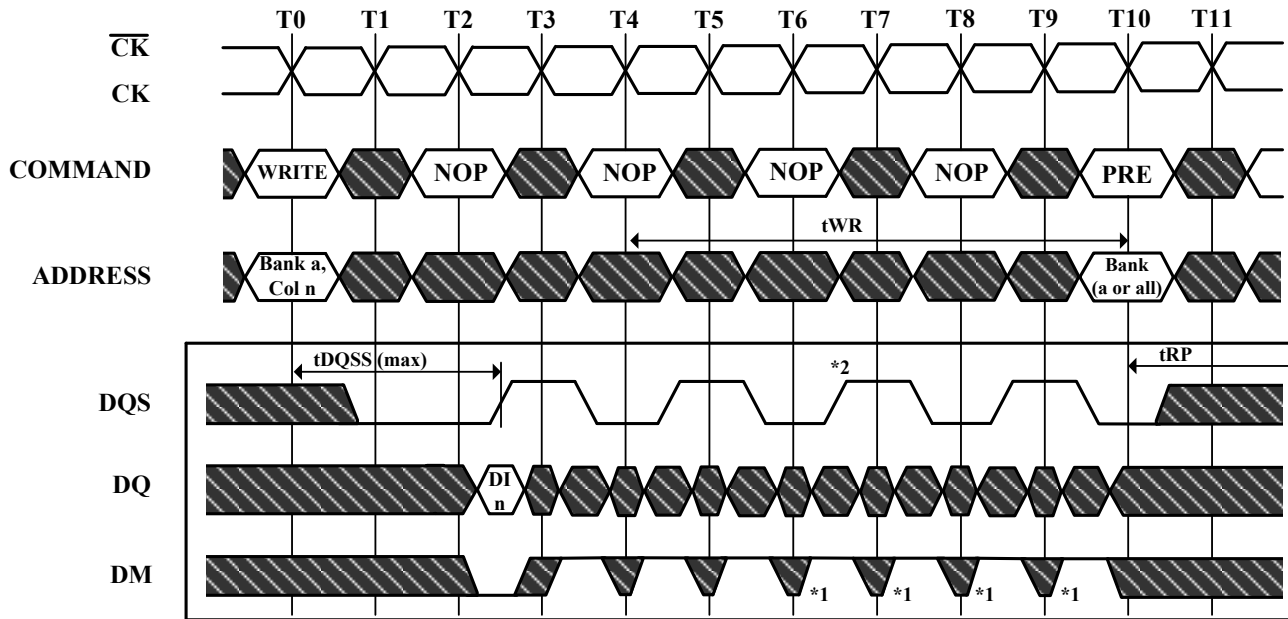 T0 T1 T2 T3 T4 T5 T6 T7 T8 T9 T10 T11
CK
CK
COMMAND WRITE NOP NOP NOP NOP PRE
tWR
ADDRESS Bank a, Col n Bank (a or all)
tDQSS (max) *2 tRP
DQS
DQ DI n
DM *1 *1 *1 *1